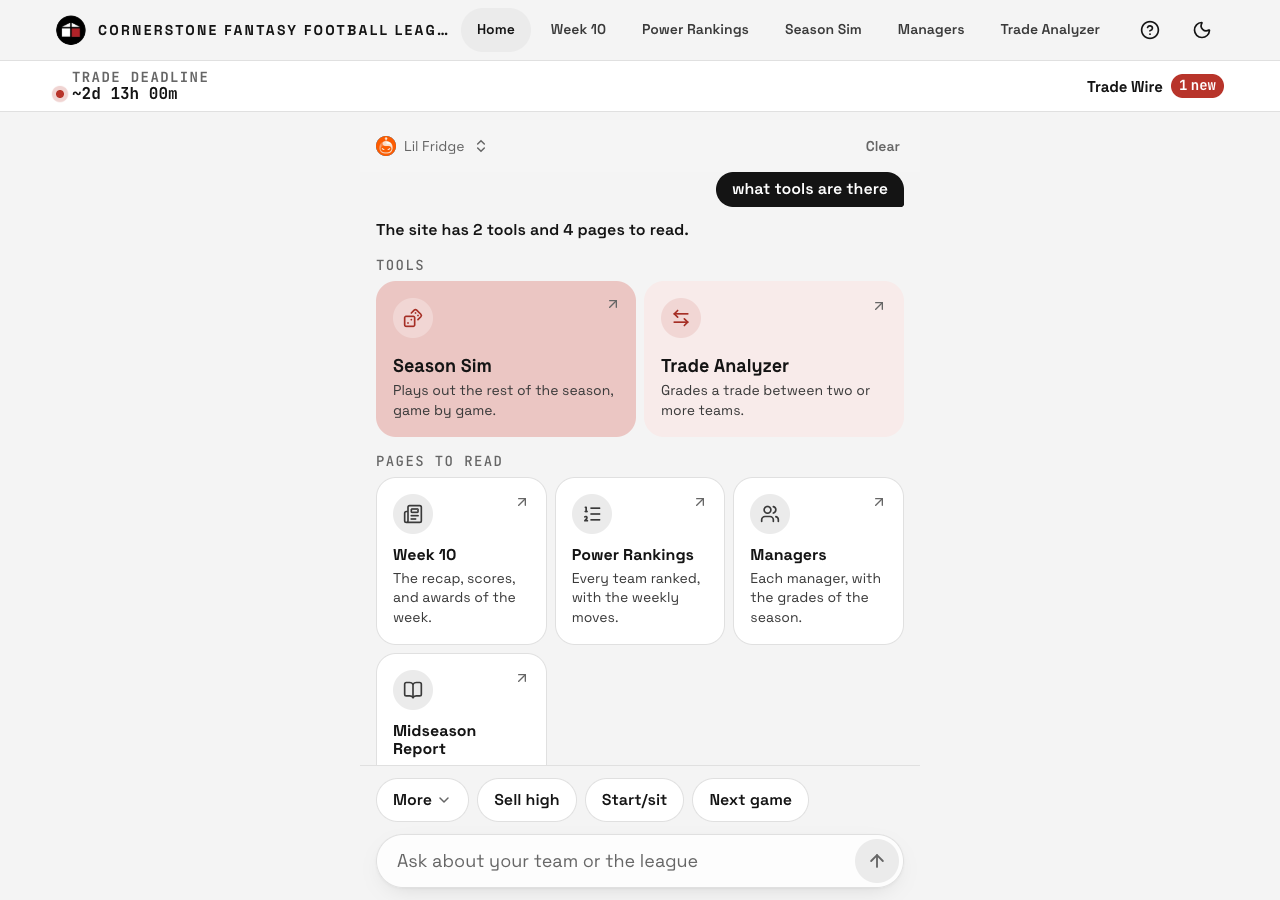 CORNERSTONE FANTASY FOOTBALL LEAG…
Home
Week 10
Power Rankings
Season Sim
Managers
Trade Analyzer
TRADE DEADLINE
~2d 13h 00m
Trade Wire
1 new
Lil Fridge
Clear
what tools are there
The site has 2 tools and 4 pages to read.
TOOLS
Season Sim
Plays out the rest of the season,
game by game.
Trade Analyzer
Grades a trade between two or
more teams.
PAGES TO READ
Week 10
The recap, scores,
and awards of the
week.
Power Rankings
Every team ranked,
with the weekly
moves.
Managers
Each manager, with
the grades of the
season.
Midseason
Report
More
Sell high
Start/sit
Next game
Ask about your team or the league